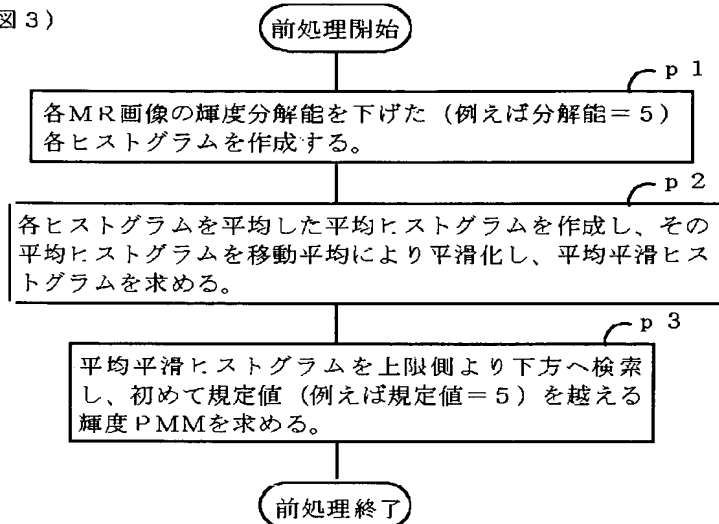 図3)
前処理開始
p 1
各MR画像の輝度分解能を下げた(例えば分解能=5)
各ヒストグラムを作成する。
p 2
各ヒストグラムを平均した平均ヒストグラムを作成し、その
平均ヒストグラムを移動平均により平滑化し、平均平滑ヒス
トグラムを求める。
p 3
平均平滑ヒストグラムを上限側より下方へ検索
し、初めて規定値(例えば規定値=5)を越える
輝度PMMを求める。
前処理終了